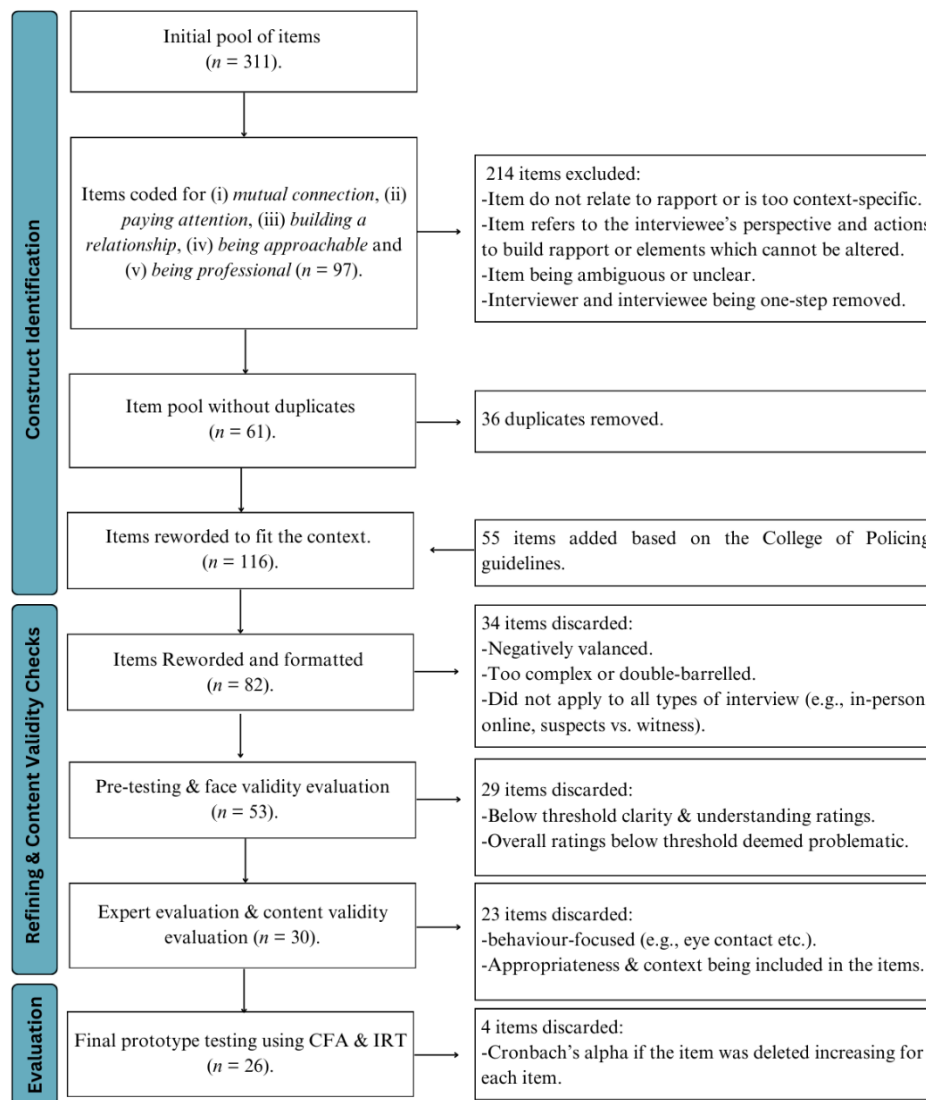 Initial pool of items
(n = 311).
Construct Identification
Items coded for (i) mutual connection, (ii)
paying attention, (iii) building a
relationship, (iv) being approachable and
(v) being professional (n = 97).
214 items excluded:
-Item do not relate to rapport or is too context-specific.
-Item refers to the interviewee's perspective and actions
to build rapport or elements which cannot be altered.
-Item being ambiguous or unclear.
-Interviewer and interviewee being one-step removed.
Item pool without duplicates
(n = 61).
36 duplicates removed.
Items reworded to fit the context.
(n = 116).
55 items added based on the College of Policing
guidelines.
Refining & Content Validity Checks
Items Reworded and formatted
(n = 82).
34 items discarded:
-Negatively valanced.
-Too complex or double-barrelled.
-Did not apply to all types of interview (e.g., in-person
online, suspects vs. witness).
Pre-testing & face validity evaluation
(n = 53).
29 items discarded:
-Below threshold clarity & understanding ratings.
-Overall ratings below threshold deemed problematic.
Expert evaluation & content validity
evaluation (n = 30).
23 items discarded:
-behaviour-focused (e.g., eye contact etc.).
-Appropriateness & context being included in the items.
Evaluation
Final prototype testing using CFA & IRT
(n = 26).
4 items discarded:
-Cronbach's alpha if the item was deleted increasing for
each item.